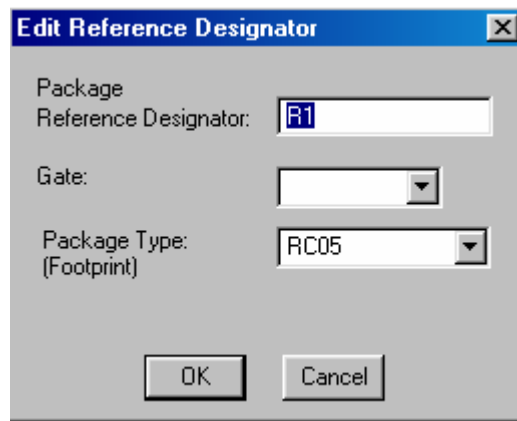 Edit Reference Designator
Package
Reference Designator: R1
Gate:
Package Type: RC05
(Footprint)
OK Cancel